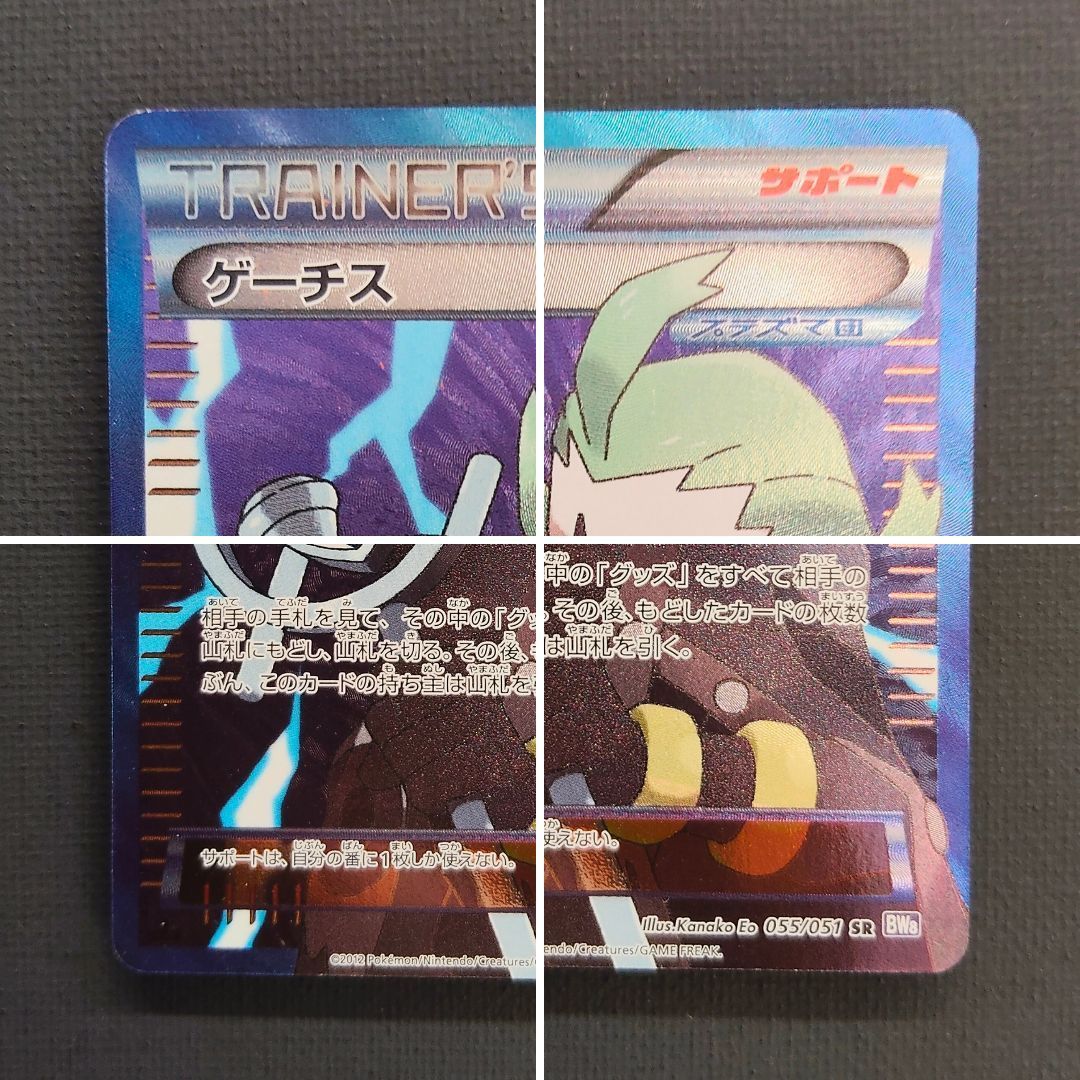 TRAINER'S
サポート
ゲーチス
プラズマ団
相手の手札を見て、その中の「グッ
山札にもどし、山札を切る。その後、
ぶん、このカードの持ち主は山札を
中の「グッズ」をすべて相手の
その後、もどしたカードの枚数
は山札を引く。
サポートは、自分の番に1枚しか使えない。
使えない。
Illus.Kanako Eo 055/051 SR BW8
©2012 Pokémon/Nintendo/Creatures/
endo/Creatures/GAME FREAK.